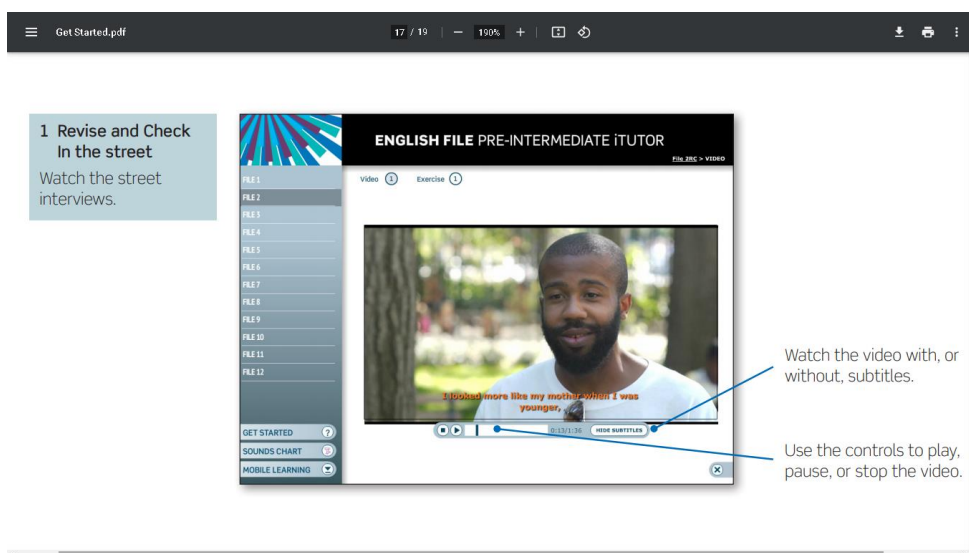 Get Started.pdf
17 / 19 | − 190% + |
1 Revise and Check
In the street
Watch the street
interviews.
ENGLISH FILE PRE-INTERMEDIATE iTUTOR
File 2RC > VIDEO
Video 1 Exercise 1
FILE 1
FILE 2
FILE 3
FILE 4
FILE 5
FILE 6
FILE 7
FILE 8
FILE 9
FILE 10
FILE 11
FILE 12
I looked more like my mother when I was
younger,
0:13/1:36 HIDE SUBTITLES
GET STARTED ?
SOUNDS CHART
MOBILE LEARNING
Watch the video with, or
without, subtitles.
Use the controls to play,
pause, or stop the video.